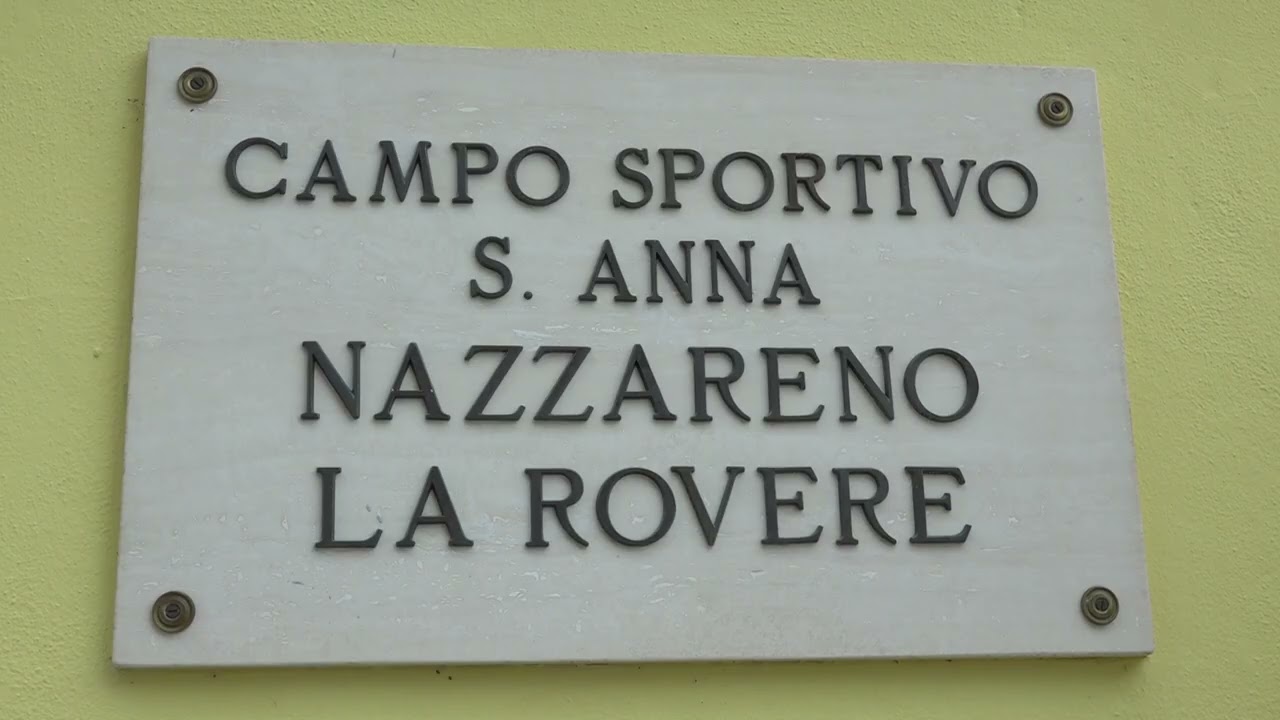 CAMPO SPORTIVO
S. ANNA
NAZZARENO
LA ROVERE